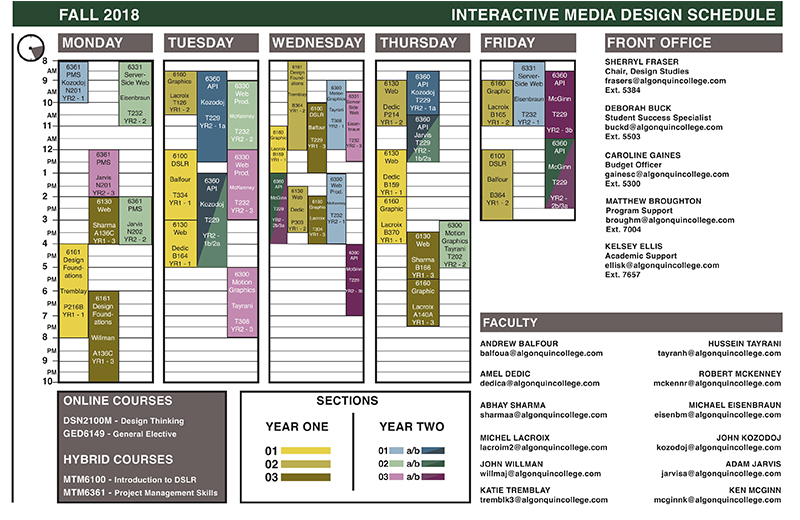 FALL 2018
INTERACTIVE MEDIA DESIGN SCHEDULE
MONDAY
TUESDAY
WEDNESDAY
THURSDAY
FRIDAY
8
AM
9
AM
10
AM
11
AM
12
PM
1
PM
2
PM
3
PM
4
PM
5
PM
6
PM
7
PM
8
PM
9
PM
10
6361
PMS
Kozodoj
N201
YR2 - 1
6331
Server-
Side Web
Eisenbraun
T232
YR2 - 2
6361
PMS
Jarvis
N201
YR2 - 3
6130
Web
Sharma
A136C
YR1 - 3
6361
PMS
Jarvis
N202
YR2 - 2
6161
Design
Found-
ations
Tremblay
P216B
YR1 - 1
6161
Design
Found-
ations
Willman
A136C
YR1 - 3
6160
Graphics
Lacroix
T126
YR1 - 2
6360
API
Kozodoj
T229
YR2 - 1a
6330
Web
Prod.
McKenney
T232
YR2 - 2
6100
DSLR
Balfour
T334
YR1 - 1
6360
API
Kozodoj
T229
YR2 -
1b/2a
6330
Web
Prod.
McKenney
T232
YR2 - 3
6130
Web
Dedic
B164
YR1 - 1
6300
Motion
Graphics
Tayrani
T308
YR2 - 3
6161
Design
Foundations
B364
YR1 - 2
6160
Graphics
Lacroix
B159
YR1 - 1
6100
DSLR
Balfour
T229
YR1 - 3
6300
Motion
Graphics
Tayrani
T308
YR2 - 1
6331
Server
Side Web
Eisen-
braun
T232
YR2 - 3
6360
API
McGinn
T229
YR2 -
2b/3a
6130
Web
Dedic
P303
YR1 - 2
6160
Graphics
Lacroix
T304
YR1 - 3
6330
Web
Prod.
McKenney
T232
YR2 - 1
6360
API
McGinn
T229
YR2 - 3b
6130
Web
Dedic
P214
YR1 - 2
6360
API
Kozodoj
T229
YR2 - 1a
6360
API
Jarvis
T229
YR2 -
1b/2a
6130
Web
Dedic
B159
YR1 - 1
6160
Graphic
Lacroix
B370
YR1 - 1
6130
Web
Sharma
B166
YR1 - 3
6160
Graphic
Lacroix
A140A
YR1 - 3
6300
Motion
Graphics
Tayrani
T202
YR2 - 2
6160
Graphics
Lacroix
B165
YR1 - 2
6331
Server-
Side Web
Eisenbraun
T232
YR2 - 1
6360
API
McGinn
T229
YR2 - 3b
6100
DSLR
Balfour
B364
YR1 - 2
6360
API
McGinn
T229
YR2 -
2b/3a
FRONT OFFICE
SHERRYL FRASER
Chair, Design Studies
frasers@algonquincollege.com
Ext. 5384
DEBORAH BUCK
Student Success Specialist
buckd@algonquincollege.com
Ext. 5503
CAROLINE GAINES
Budget Officer
gainesc@algonquincollege.com
Ext. 5300
MATTHEW BROUGHTON
Program Support
broughm@algonquincollege.com
Ext. 7004
KELSEY ELLIS
Academic Support
ellisk@algonquincollege.com
Ext. 7657
FACULTY
ANDREW BALFOUR
balfoua@algonquincollege.com
HUSSEIN TAYRANI
tayranh@algonquincollege.com
AMEL DEDIC
dedica@algonquincollege.com
ROBERT MCKENNEY
mckennr@algonquincollege.com
ABHAY SHARMA
sharmaa@algonquincollege.com
MICHAEL EISENBRAUN
eisenbm@algonquincollege.com
MICHEL LACROIX
lacroim2@algonquincollege.com
JOHN KOZODOJ
kozodoj@algonquincollege.com
JOHN WILLMAN
willmaj@algonquincollege.com
ADAM JARVIS
jarvisa@algonquincollege.com
KATIE TREMBLAY
tremblk3@algonquincollege.com
KEN MCGINN
mcginnk@algonquincollege.com
ONLINE COURSES
DSN2100M - Design Thinking
GED6149 - General Elective
HYBRID COURSES
MTM6100 - Introduction to DSLR
MTM6361 - Project Management Skills
SECTIONS
YEAR ONE
01
02
03
YEAR TWO
01 a/b
02 a/b
03 a/b